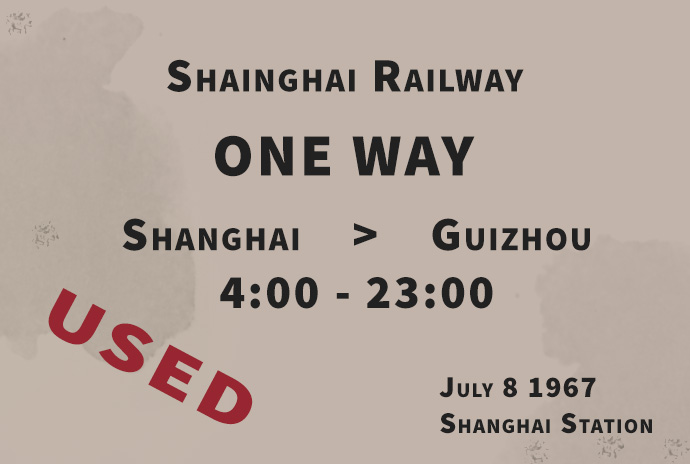 Shainghai Railway
ONE WAY
Shanghai > Guizhou
4:00 - 23:00
USED
July 8 1967
Shanghai Station